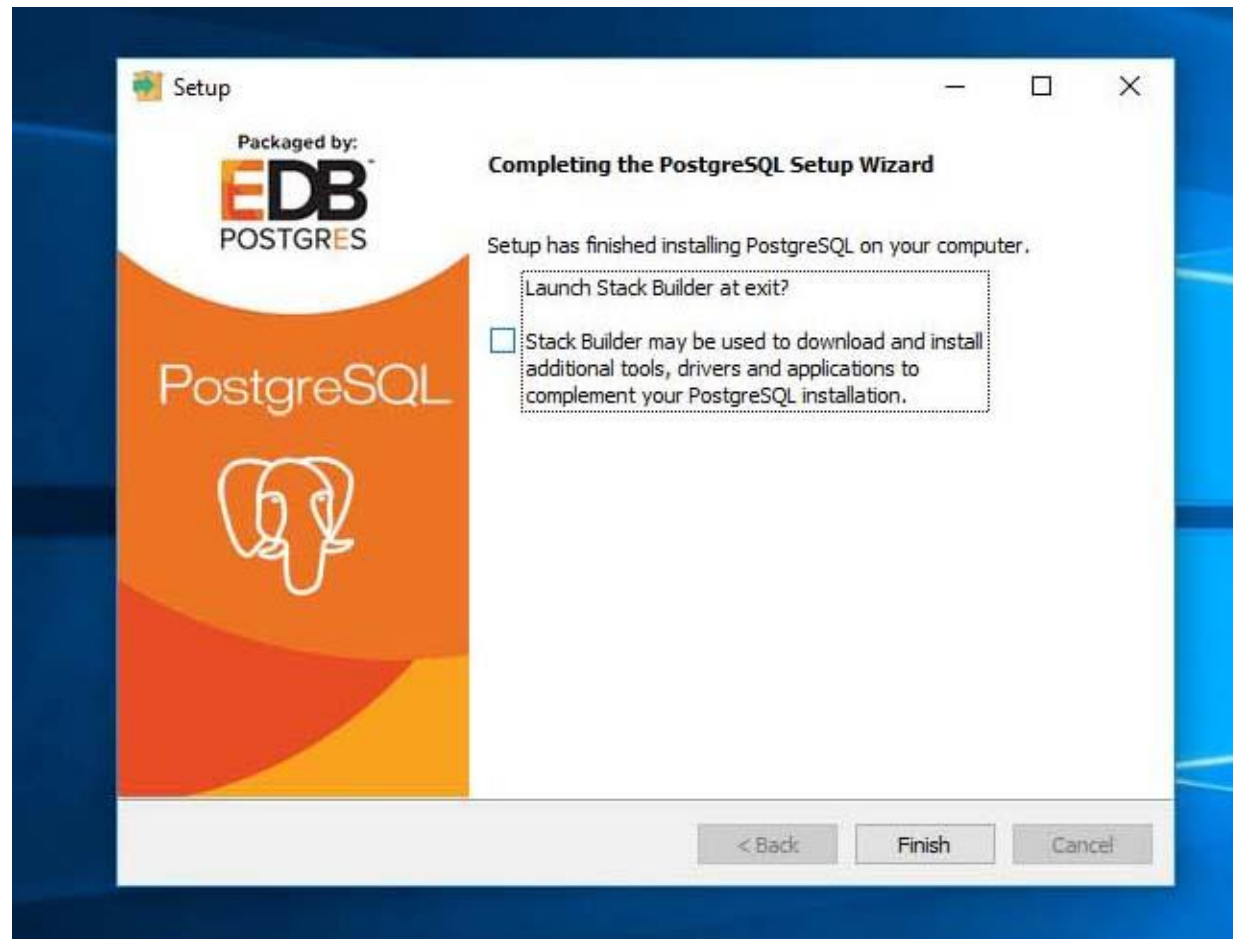 Setup
Packaged by:
EDB™
POSTGRES
PostgreSQL
Completing the PostgreSQL Setup Wizard
Setup has finished installing PostgreSQL on your computer.
Launch Stack Builder at exit?
Stack Builder may be used to download and install
additional tools, drivers and applications to
complement your PostgreSQL installation.
< Back
Finish
Cancel